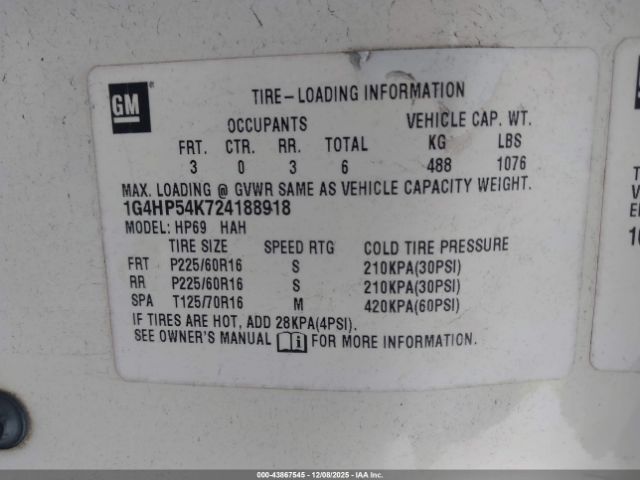 GM
TIRE-LOADING INFORMATION
OCCUPANTS VEHICLE CAP. WT.
FRT. CTR. RR. TOTAL KG LBS
3 0 3 6 488 1076
MAX. LOADING @ GVWR SAME AS VEHICLE CAPACITY WEIGHT.
1G4HP54K724188918
MODEL: HP69 HAH
TIRE SIZE SPEED RTG COLD TIRE PRESSURE
FRT P225/60R16 S 210KPA(30PSI)
RR P225/60R16 S 210KPA(30PSI)
SPA T125/70R16 M 420KPA(60PSI)
IF TIRES ARE HOT, ADD 28KPA(4PSI).
SEE OWNER'S MANUAL FOR MORE INFORMATION.
000-43867545 - 12/08/2025 - IAA, Inc.